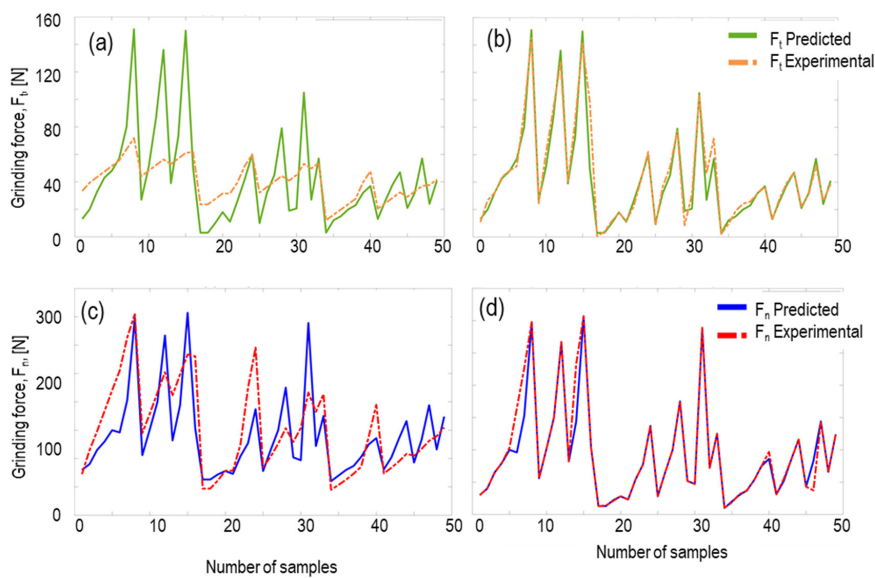 (a)
(b)
Grinding force, Ft, [N]
160
120
80
40
0
0
10
20
30
40
50
0
10
20
30
40
50
Ft Predicted
Ft Experimental
(c)
(d)
Grinding force, Fn, [N]
300
200
100
0
0
10
20
30
40
50
0
10
20
30
40
50
Fn Predicted
Fn Experimental
Number of samples
Number of samples